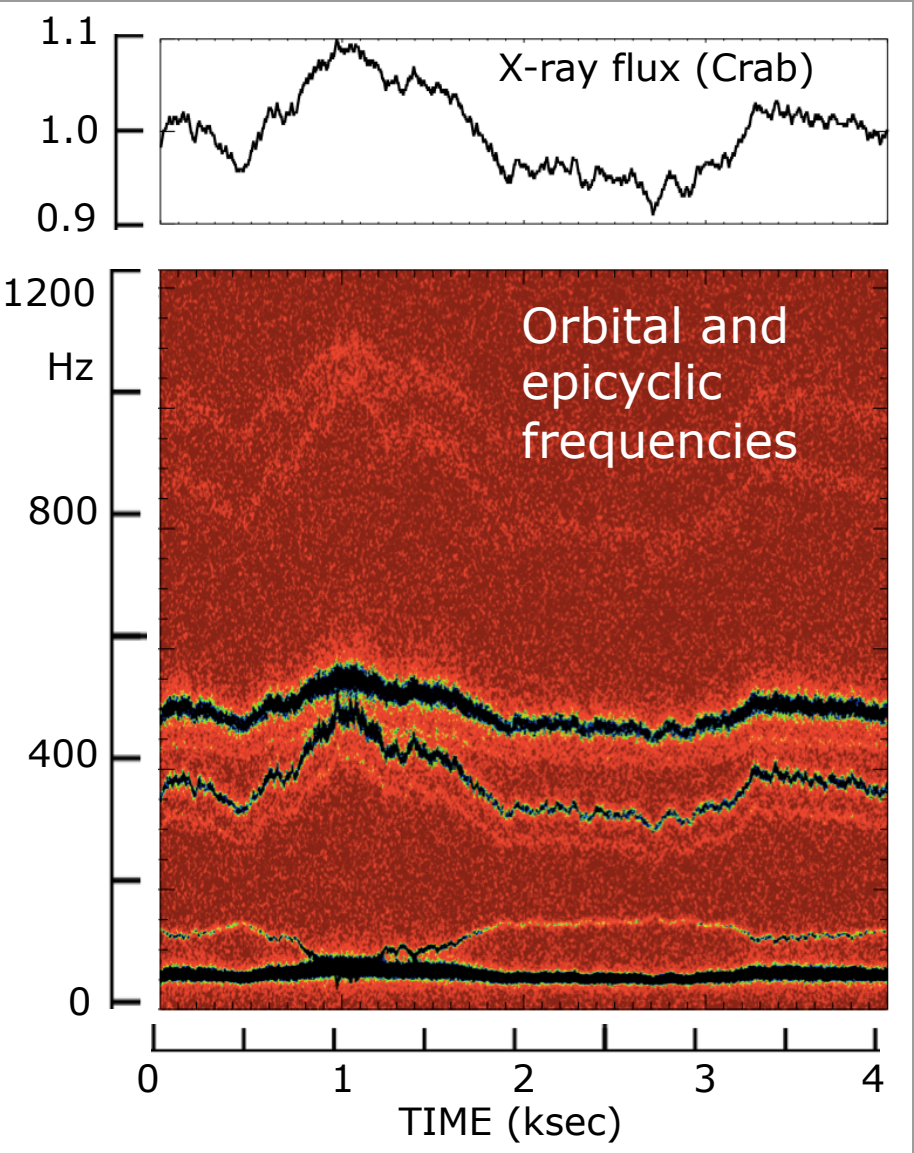 1.1
X-ray flux (Crab)
1.0
0.9
1200
Hz
Orbital and
epicyclic
frequencies
800
400
0
0 1 2 3 4
TIME (ksec)